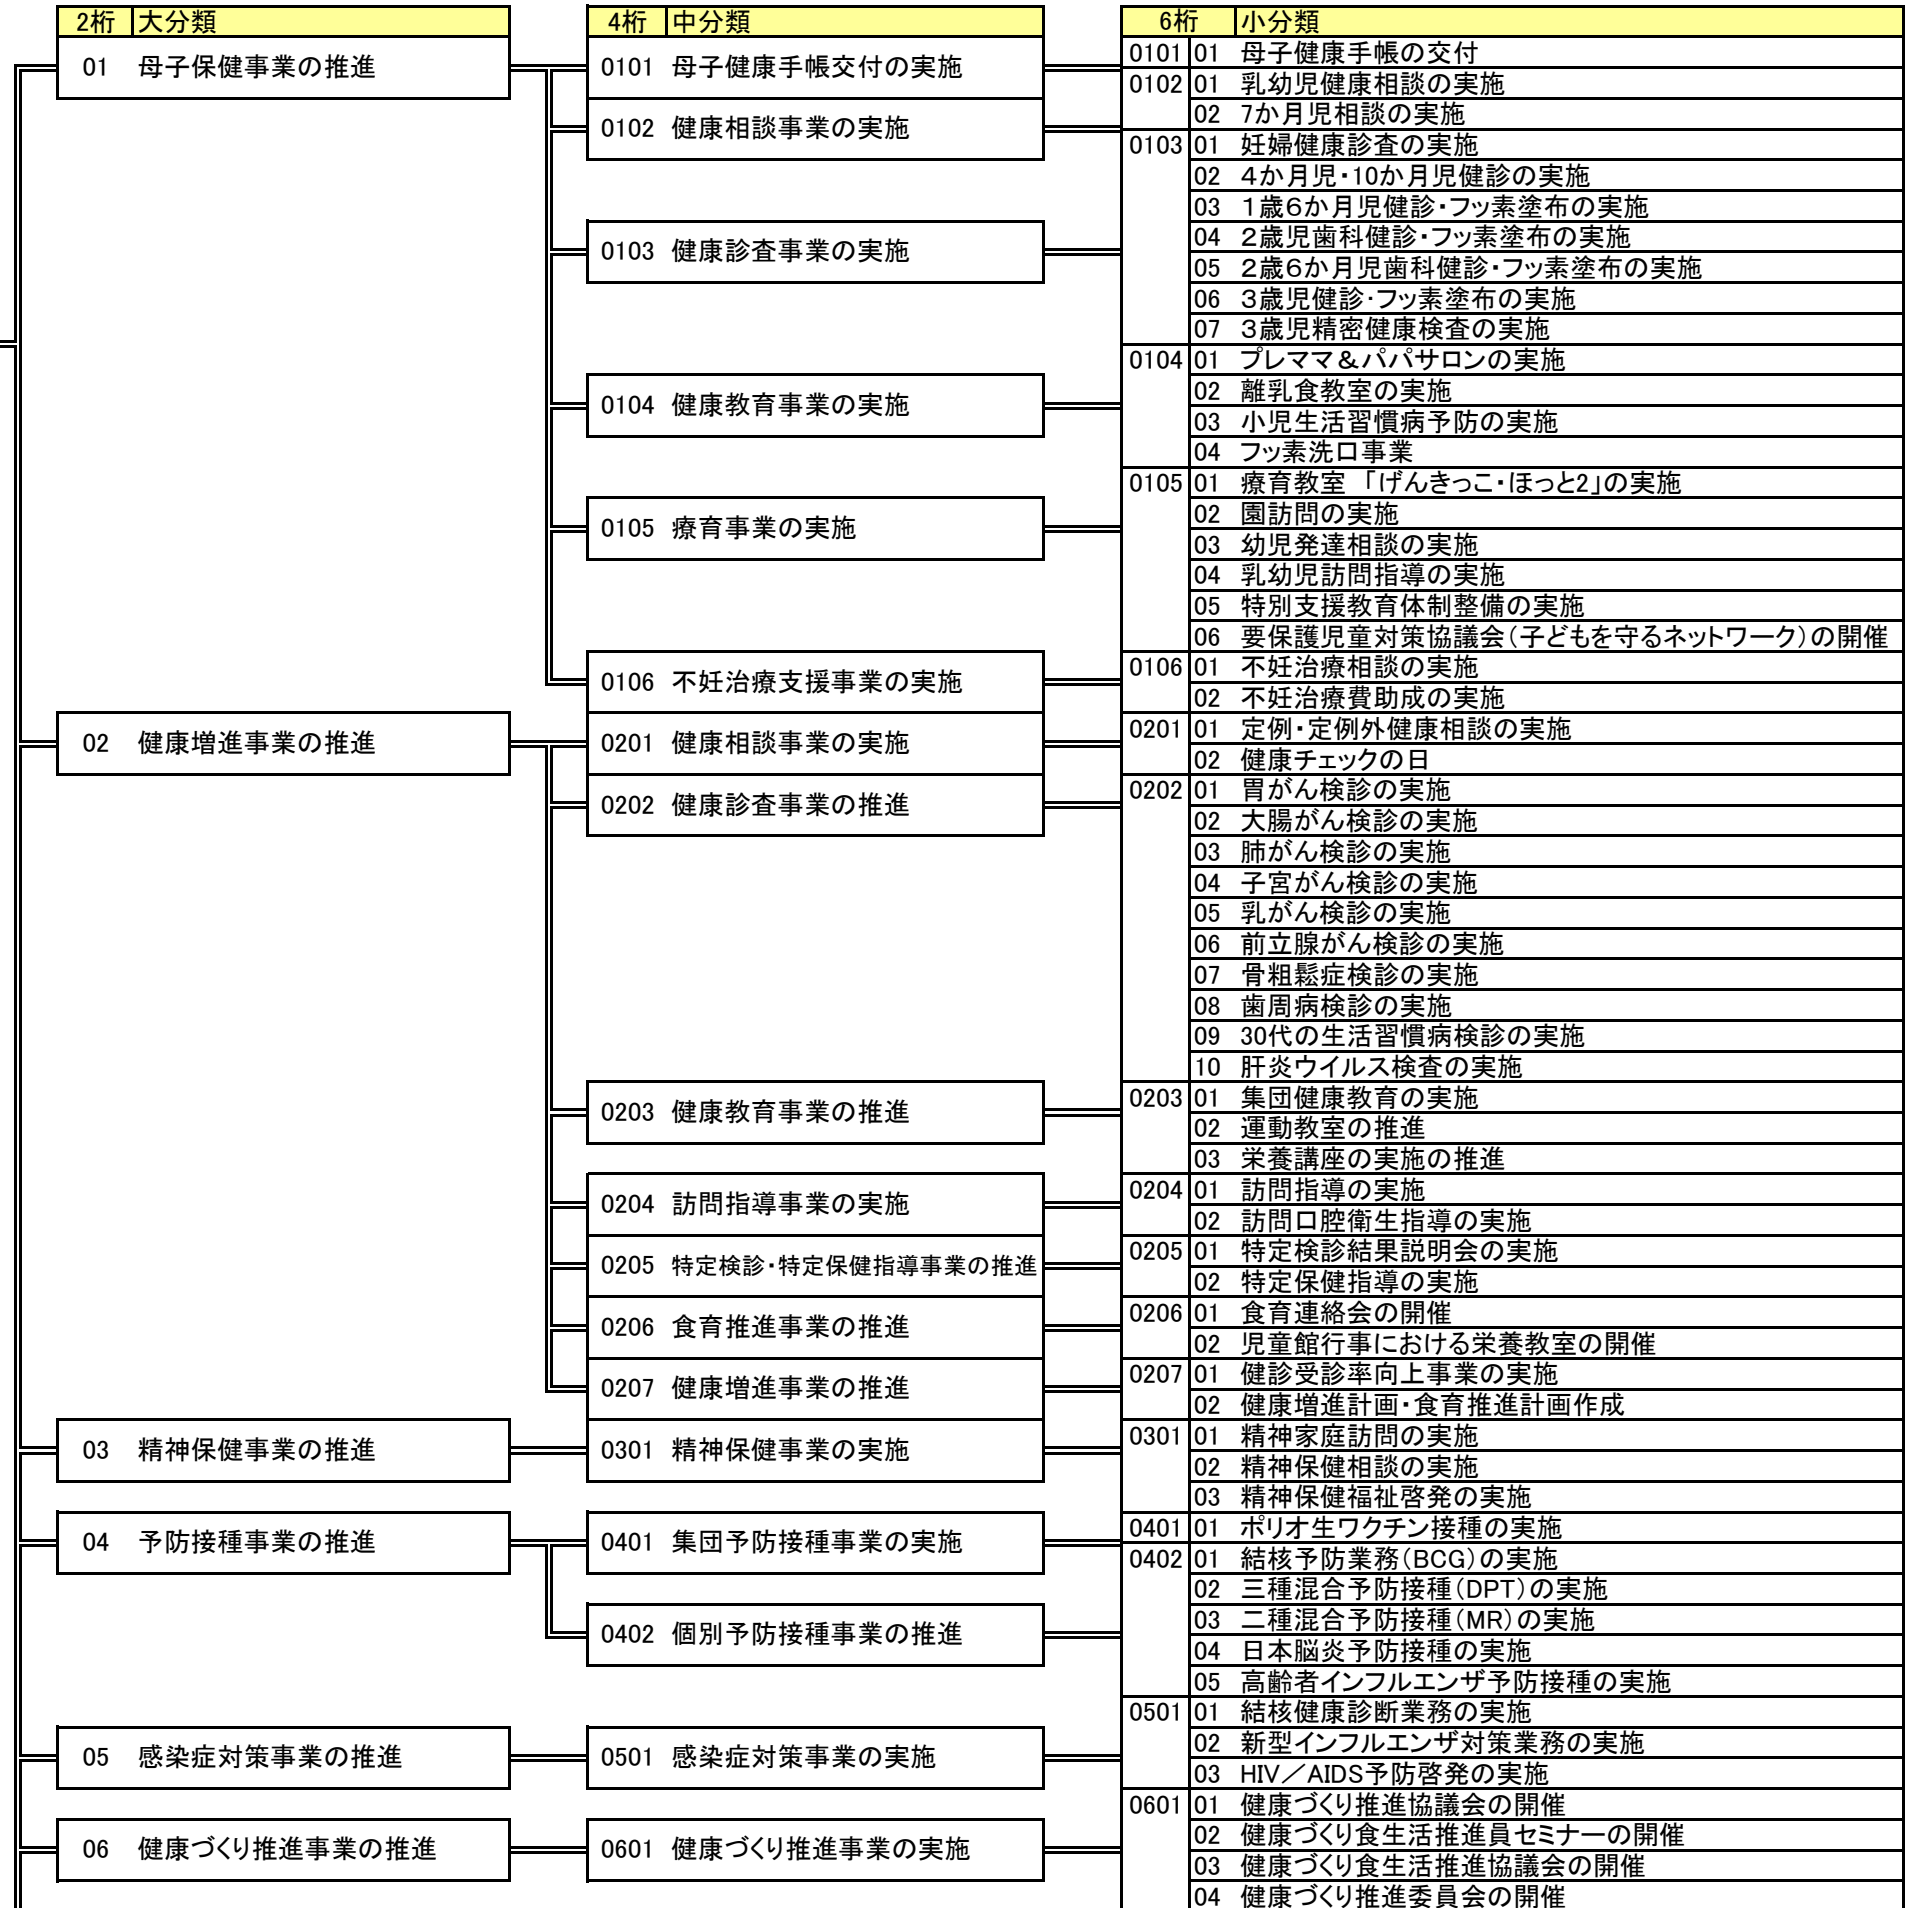 2桁 大分類 4桁 中分類 6桁 小分類
01 母子保健事業の推進
0101 母子健康手帳交付の実施
0101 01 母子健康手帳の交付
0102 健康相談事業の実施
0102 01 乳幼児健康相談の実施
02 7か月児相談の実施
0103 健康診査事業の実施
0103 01 妊婦健康診査の実施
02 4か月児・10か月児健診の実施
03 1歳6か月児健診・フッ素塗布の実施
04 2歳児歯科健診・フッ素塗布の実施
05 2歳6か月児歯科健診・フッ素塗布の実施
06 3歳児健診・フッ素塗布の実施
07 3歳児精密健康検査の実施
0104 健康教育事業の実施
0104 01 プレママ&パパサロンの実施
02 離乳食教室の実施
03 小児生活習慣病予防の実施
04 フッ素洗口事業
0105 療育事業の実施
0105 01 療育教室 「げんきっこ・ほっと2」の実施
02 園訪問の実施
03 幼児発達相談の実施
04 乳幼児訪問指導の実施
05 特別支援教育体制整備の実施
06 要保護児童対策協議会(子どもを守るネットワーク)の開催
0106 不妊治療支援事業の実施
0106 01 不妊治療相談の実施
02 不妊治療費助成の実施
02 健康増進事業の推進
0201 健康相談事業の実施
0201 01 定例・定例外健康相談の実施
02 健康チェックの日
0202 健康診査事業の推進
0202 01 胃がん検診の実施
02 大腸がん検診の実施
03 肺がん検診の実施
04 子宮がん検診の実施
05 乳がん検診の実施
06 前立腺がん検診の実施
07 骨粗鬆症検診の実施
08 歯周病検診の実施
09 30代の生活習慣病検診の実施
10 肝炎ウイルス検査の実施
0203 健康教育事業の推進
0203 01 集団健康教育の実施
02 運動教室の推進
03 栄養講座の実施の推進
0204 訪問指導事業の実施
0204 01 訪問指導の実施
02 訪問口腔衛生指導の実施
0205 特定検診・特定保健指導事業の推進
0205 01 特定検診結果説明会の実施
02 特定保健指導の実施
0206 食育推進事業の推進
0206 01 食育連絡会の開催
02 児童館行事における栄養教室の開催
0207 健康増進事業の推進
0207 01 健診受診率向上事業の実施
02 健康増進計画・食育推進計画作成
03 精神保健事業の推進
0301 精神保健事業の実施
0301 01 精神家庭訪問の実施
02 精神保健相談の実施
03 精神保健福祉啓発の実施
04 予防接種事業の推進
0401 集団予防接種事業の実施
0401 01 ポリオ生ワクチン接種の実施
0402 個別予防接種事業の推進
0402 01 結核予防業務(BCG)の実施
02 三種混合予防接種(DPT)の実施
03 二種混合予防接種(MR)の実施
04 日本脳炎予防接種の実施
05 高齢者インフルエンザ予防接種の実施
05 感染症対策事業の推進
0501 感染症対策事業の実施
0501 01 結核健康診断業務の実施
02 新型インフルエンザ対策業務の実施
03 HIV/AIDS予防啓発の実施
06 健康づくり推進事業の推進
0601 健康づくり推進事業の実施
0601 01 健康づくり推進協議会の開催
02 健康づくり食生活推進員セミナーの開催
03 健康づくり食生活推進協議会の開催
04 健康づくり推進委員会の開催